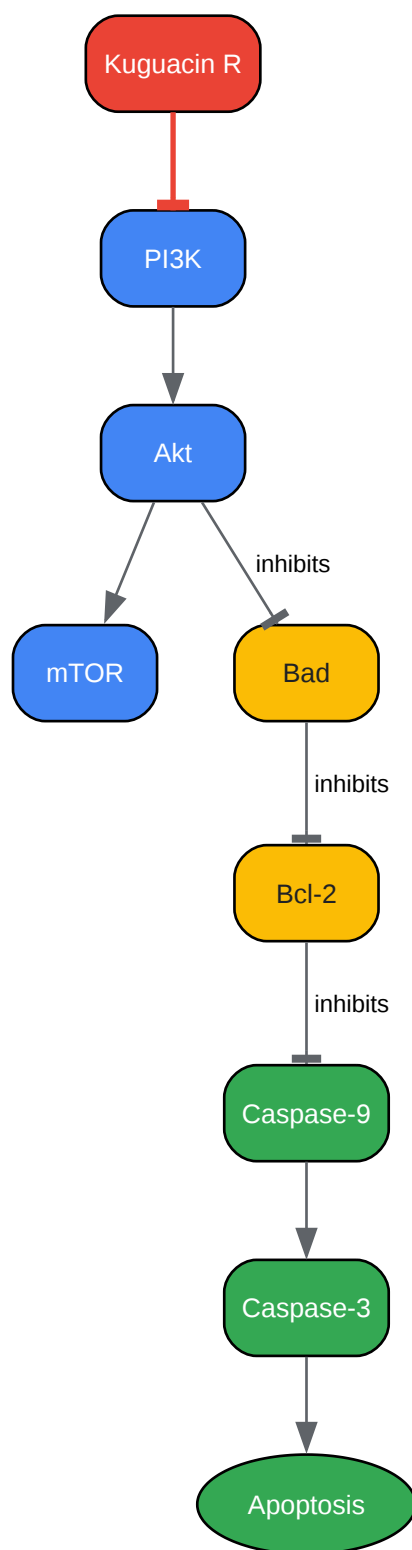 Kuguacin R
PI3K
Akt
inhibits
mTOR
Bad
inhibits
Bcl-2
inhibits
Caspase-9
Caspase-3
Apoptosis